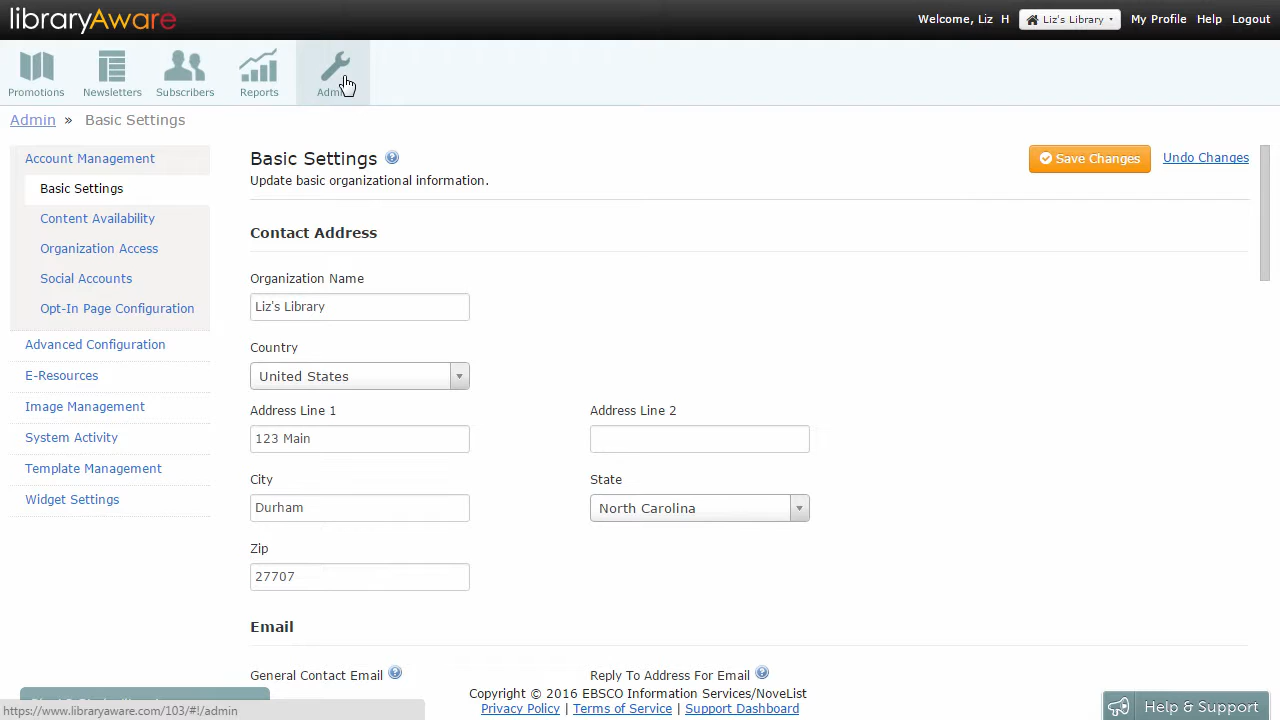 libraryAware
Welcome, Liz H
Liz's Library
My Profile
Help
Logout
Promotions
Newsletters
Subscribers
Reports
Admin » Basic Settings
Account Management
Basic Settings
Content Availability
Organization Access
Social Accounts
Opt-In Page Configuration
Advanced Configuration
E-Resources
Image Management
System Activity
Template Management
Widget Settings
Basic Settings
Update basic organizational information.
Save Changes
Undo Changes
Contact Address
Organization Name
Liz's Library
Country
United States
Address Line 1
Address Line 2
123 Main
City
State
Durham
North Carolina
Zip
27707
Email
General Contact Email
Reply To Address For Email
Copyright © 2016 EBSCO Information Services/NoveList
Privacy Policy | Terms of Service | Support Dashboard
https://www.libraryaware.com/103/#!/admin
Help & Support